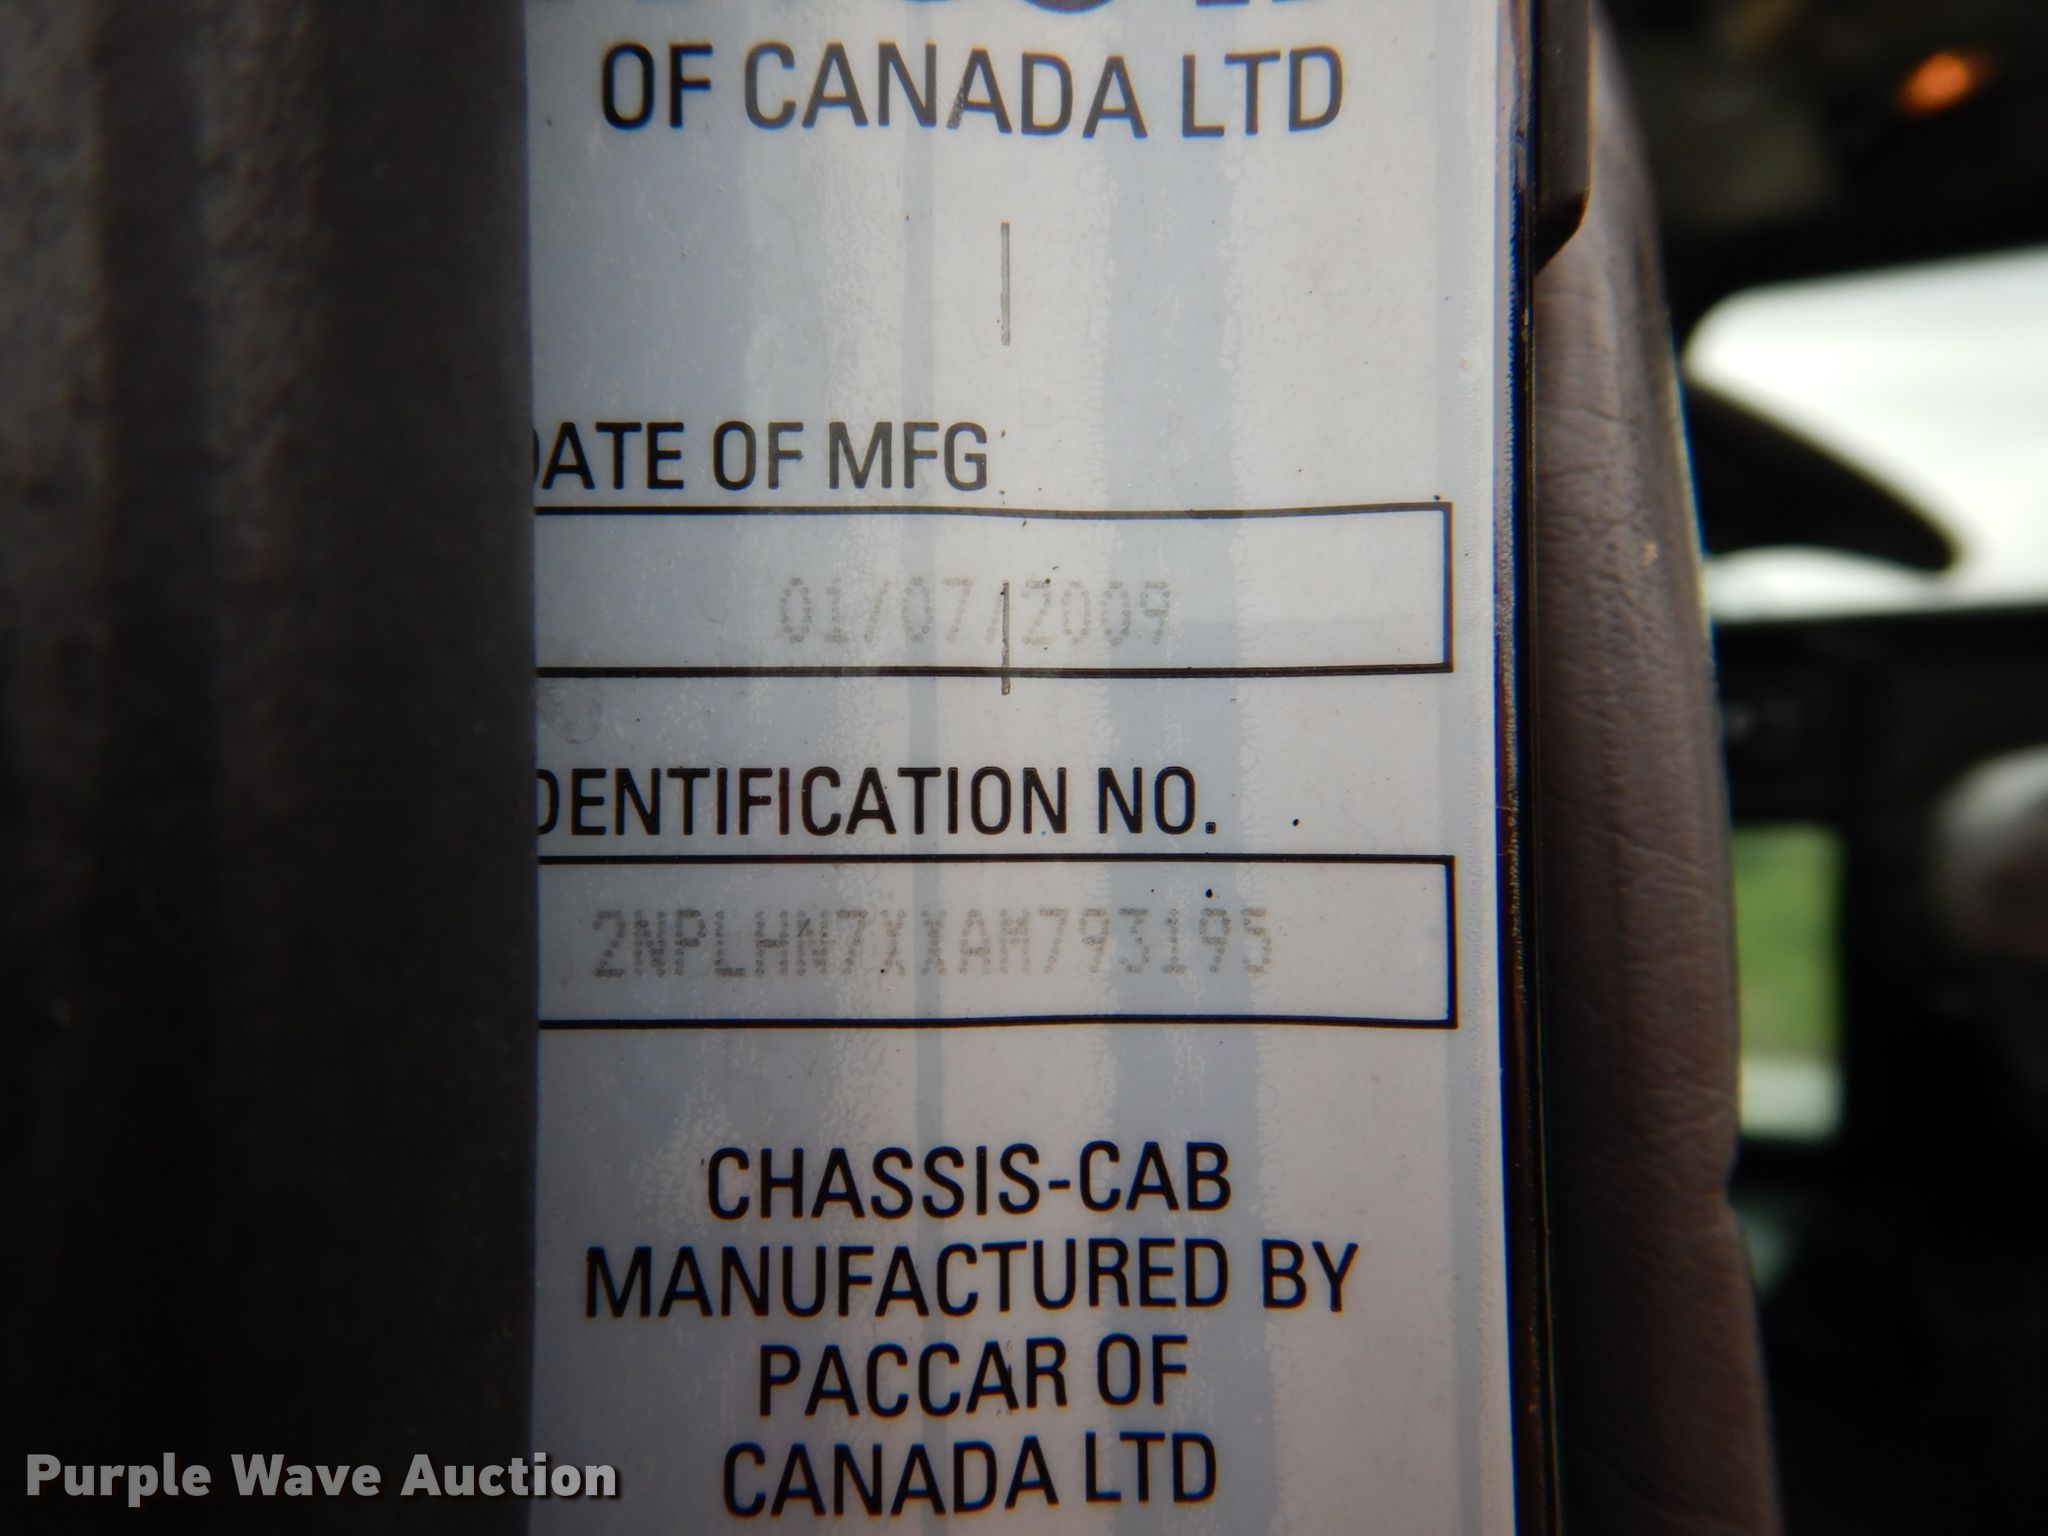 OF CANADA LTD
DATE OF MFG
01/07/2009
DENTIFICATION NO.
2NPLHN7XXAM793195
CHASSIS-CAB
MANUFACTURED BY
PACCAR OF
CANADA LTD
Purple Wave Auction